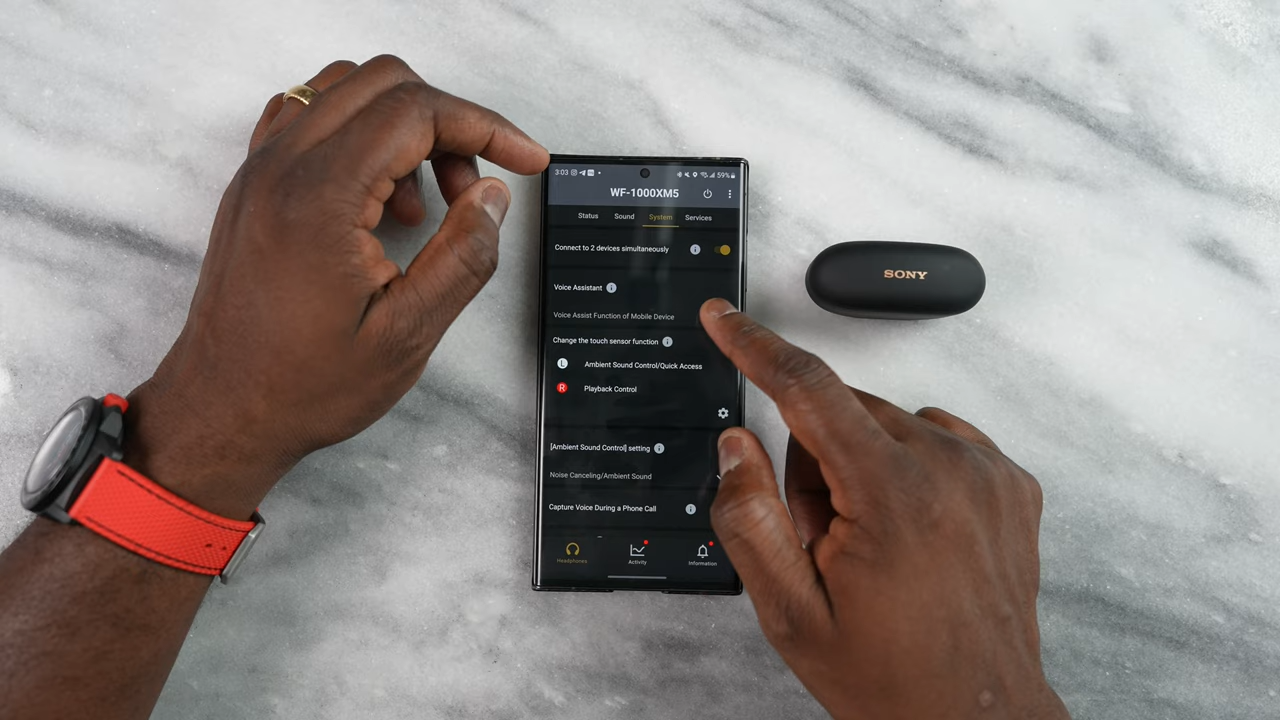 3:03 59%
WF-1000XM5
Status Sound System Services
Connect to 2 devices simultaneously
SONY
Voice Assistant
Voice Assist Function of Mobile Device
Change the touch sensor function
L Ambient Sound Control/Quick Access
R Playback Control
[Ambient Sound Control] setting
Noise Canceling/Ambient Sound
Capture Voice During a Phone Call
Headphones Activity Information